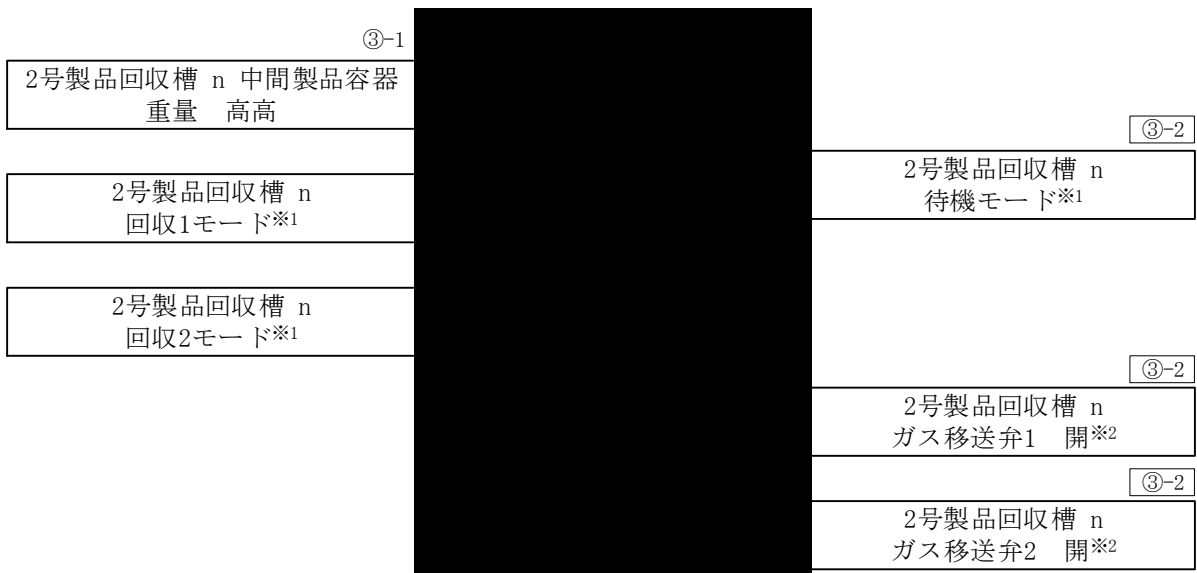 ③-1
2号製品回収槽 n 中間製品容器
重量　高高
2号製品回収槽 n
回収1モード※1
2号製品回収槽 n
回収2モード※1
③-2
2号製品回収槽 n
待機モード※1
③-2
2号製品回収槽 n
ガス移送弁1　開※2
③-2
2号製品回収槽 n
ガス移送弁2　開※2